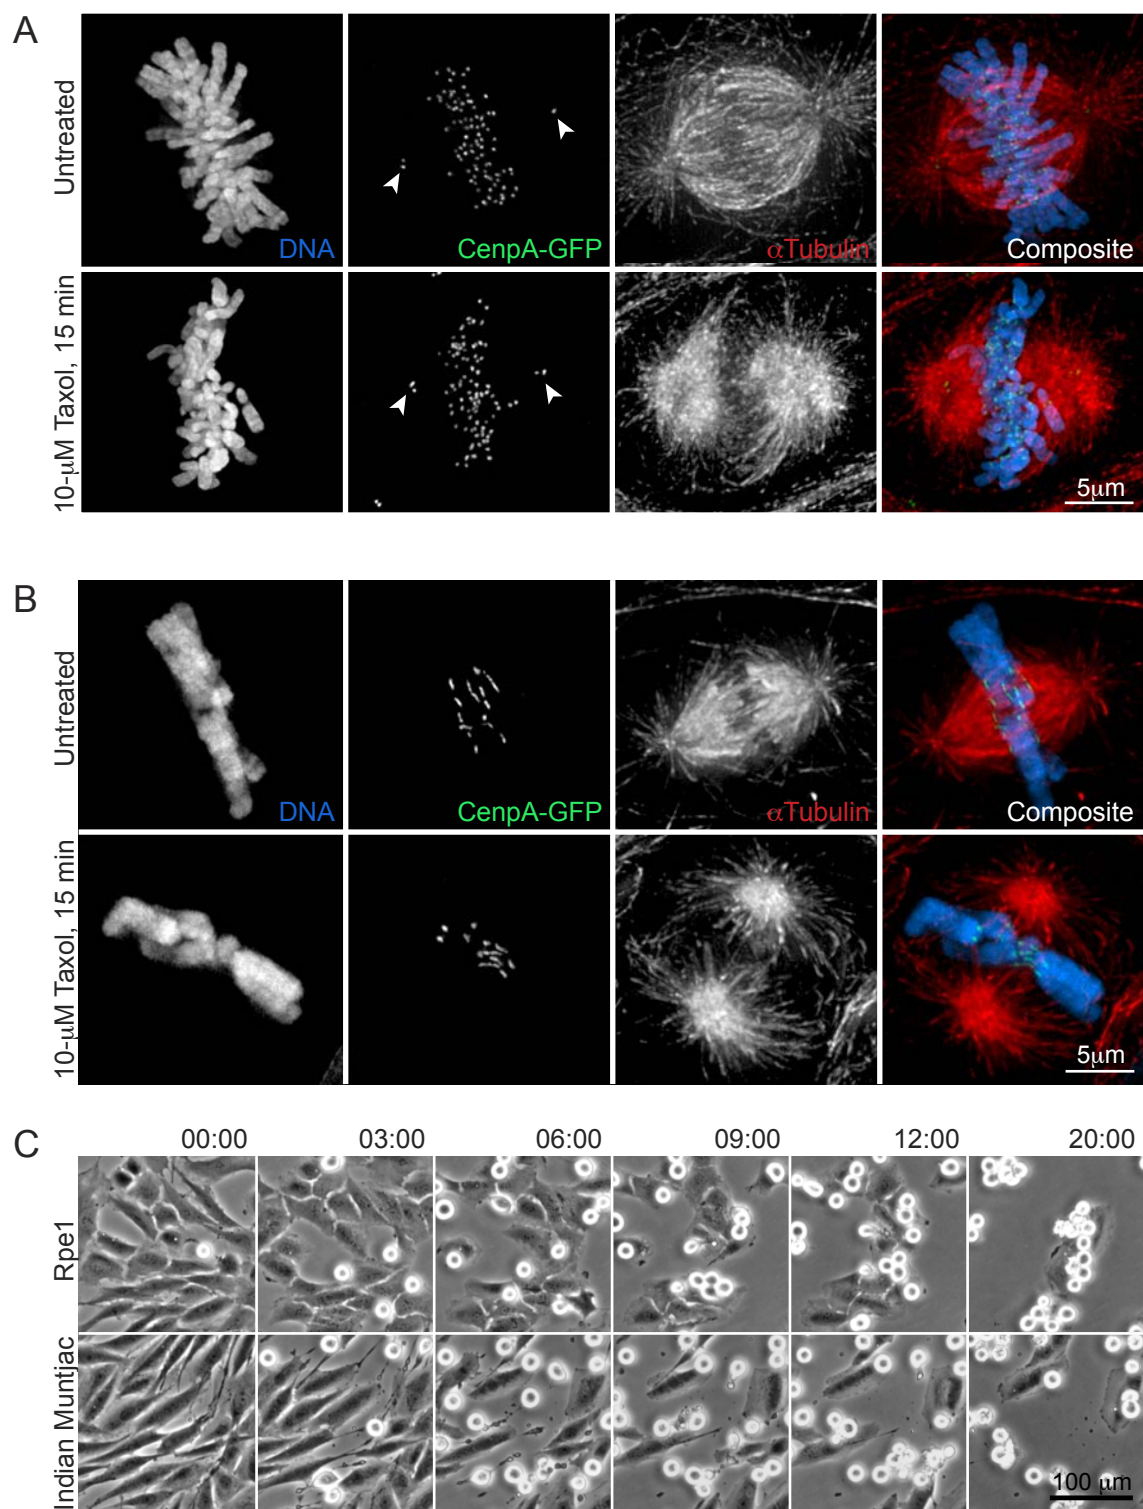 A
Untreated
DNA
CenpA-GFP
αTubulin
Composite
10-μM Taxol, 15 min
5μm
B
Untreated
DNA
CenpA-GFP
αTubulin
Composite
10-μM Taxol, 15 min
5μm
C
00:00 03:00 06:00 09:00 12:00 20:00
Rpe1
Indian Muntjac
100 μm